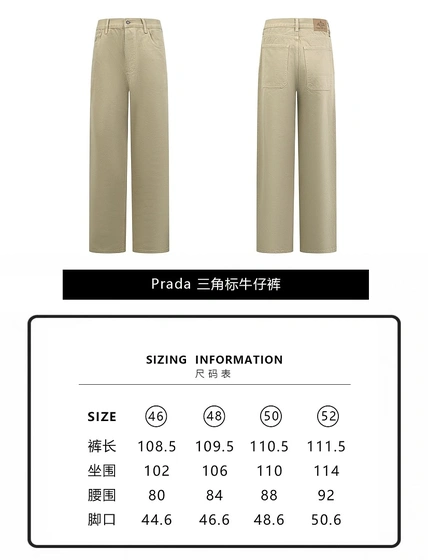 Prada 三角标牛仔裤
SIZING INFORMATION
尺码表
SIZE 46 48 50 52
裤长 108.5 109.5 110.5 111.5
坐围 102 106 110 114
腰围 80 84 88 92
脚口 44.6 46.6 48.6 50.6